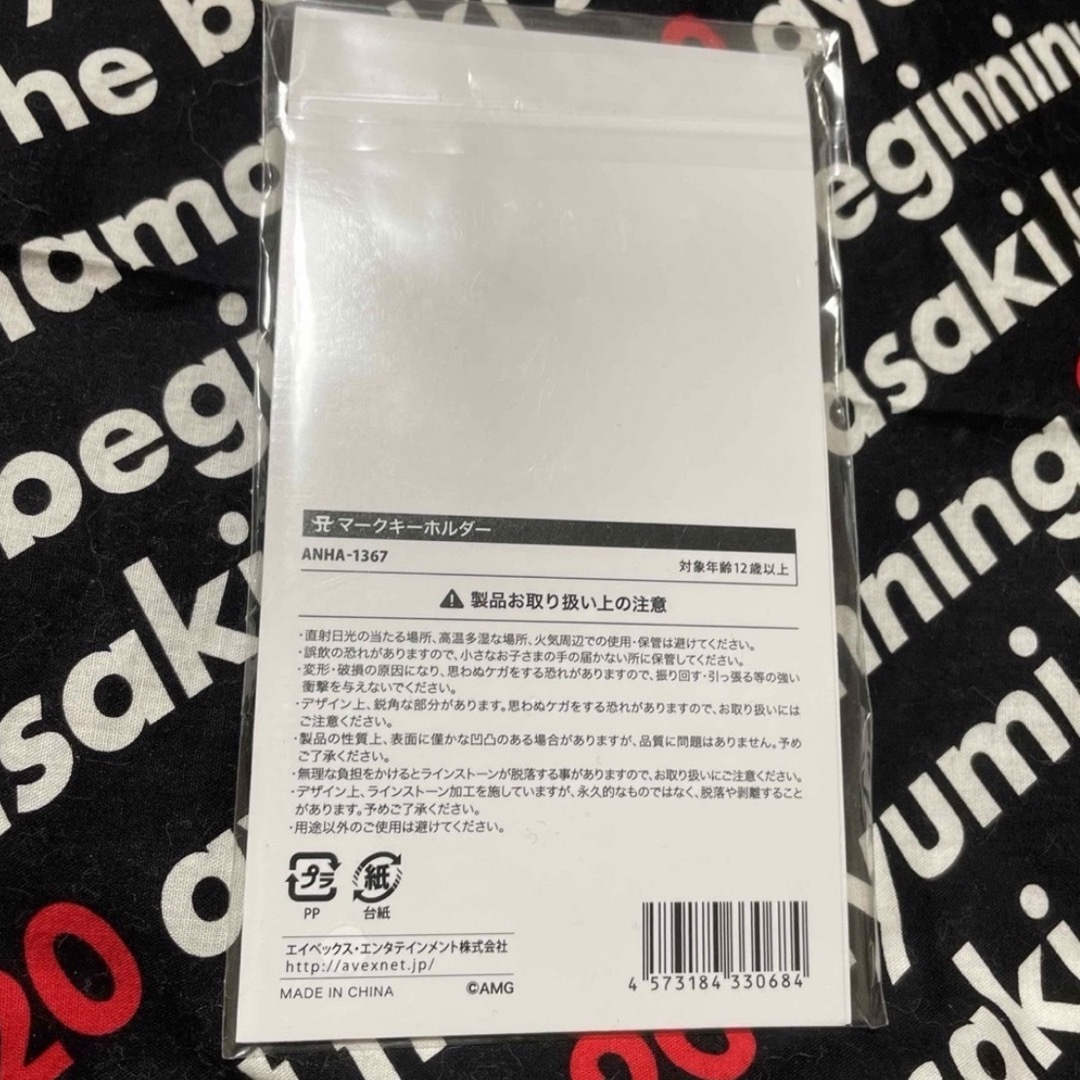 the b
ayu
hama
beginnin
asaki
begi
beginning
asaki
20
ayumi
マークキーホルダー
ANHA-1367
対象年齢12歳以上
製品お取り扱い上の注意
・直射日光の当たる場所、高温多湿な場所、火気周辺での使用・保管は避けてください。
・誤飲の恐れがありますので、小さなお子さまの手の届かない所に保管してください。
・変形・破損の原因になり、思わぬケガをする恐れがありますので、振り回す・引っ張る等の強い
衝撃を与えないでください。
・デザイン上、鋭角な部分があります。思わぬケガをする恐れがありますので、お取り扱いには
ご注意ください。
・製品の性質上、表面に僅かな凹凸のある場合がありますが、品質に問題はありません。予め
ご了承ください。
・無理な負担をかけるとラインストーンが脱落する事がありますので、お取り扱いにご注意ください。
・デザイン上、ラインストーン加工を施していますが、永久的なものではなく、脱落や剥離すること
があります。予めご了承ください。
・用途以外のご使用は避けてください。
プラ
PP
紙
台紙
エイベックス・エンタテインメント株式会社
http://avexnet.jp/
MADE IN CHINA
©AMG
4 573184 330684
20
asaki